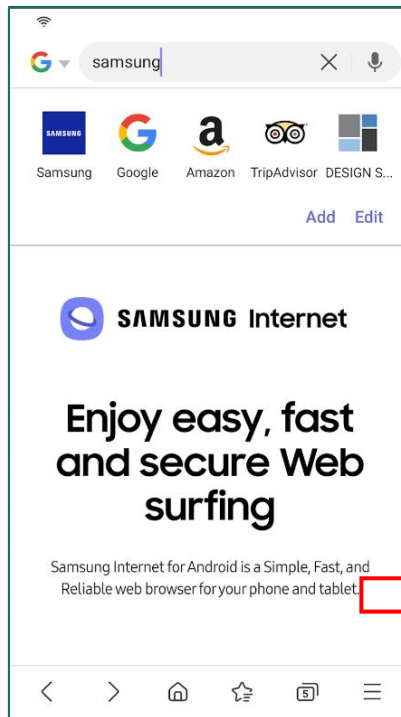 samsung
SAMSUNG
Samsung Google Amazon TripAdvisor DESIGN S...
Add Edit
SAMSUNG Internet
Enjoy easy, fast
and secure Web
surfing
Samsung Internet for Android is a Simple, Fast, and
Reliable web browser for your phone and tablet.
5